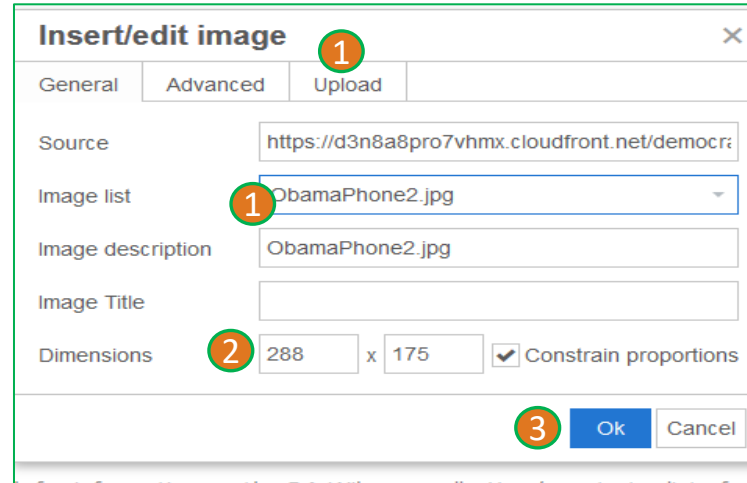 Insert/edit image ×
1
General Advanced Upload
Source https://d3n8a8pro7vhmx.cloudfront.net/democra
Image list 1 ObamaPhone2.jpg
Image description ObamaPhone2.jpg
Image Title
Dimensions 2 288 x 175 Constrain proportions
3 Ok Cancel